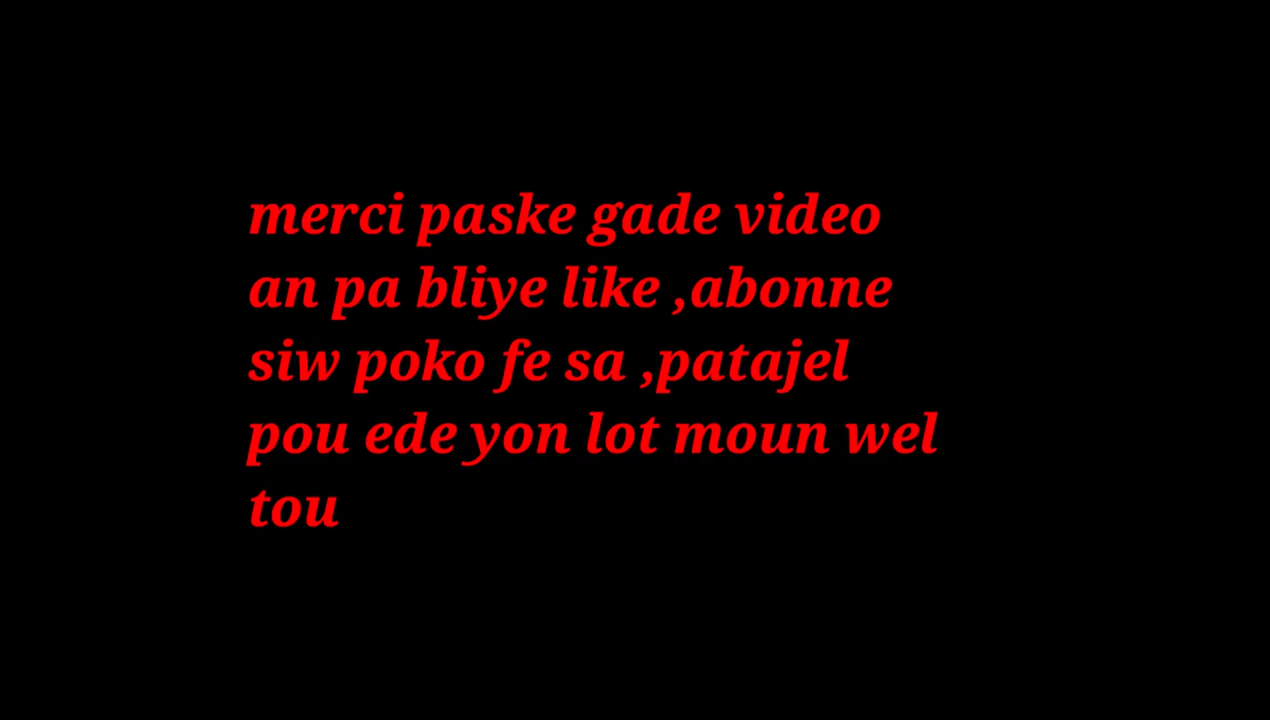 merci paske gade video
an pa bliye like ,abonne
siw poko fe sa ,patajel
pou ede yon lot moun wel
tou